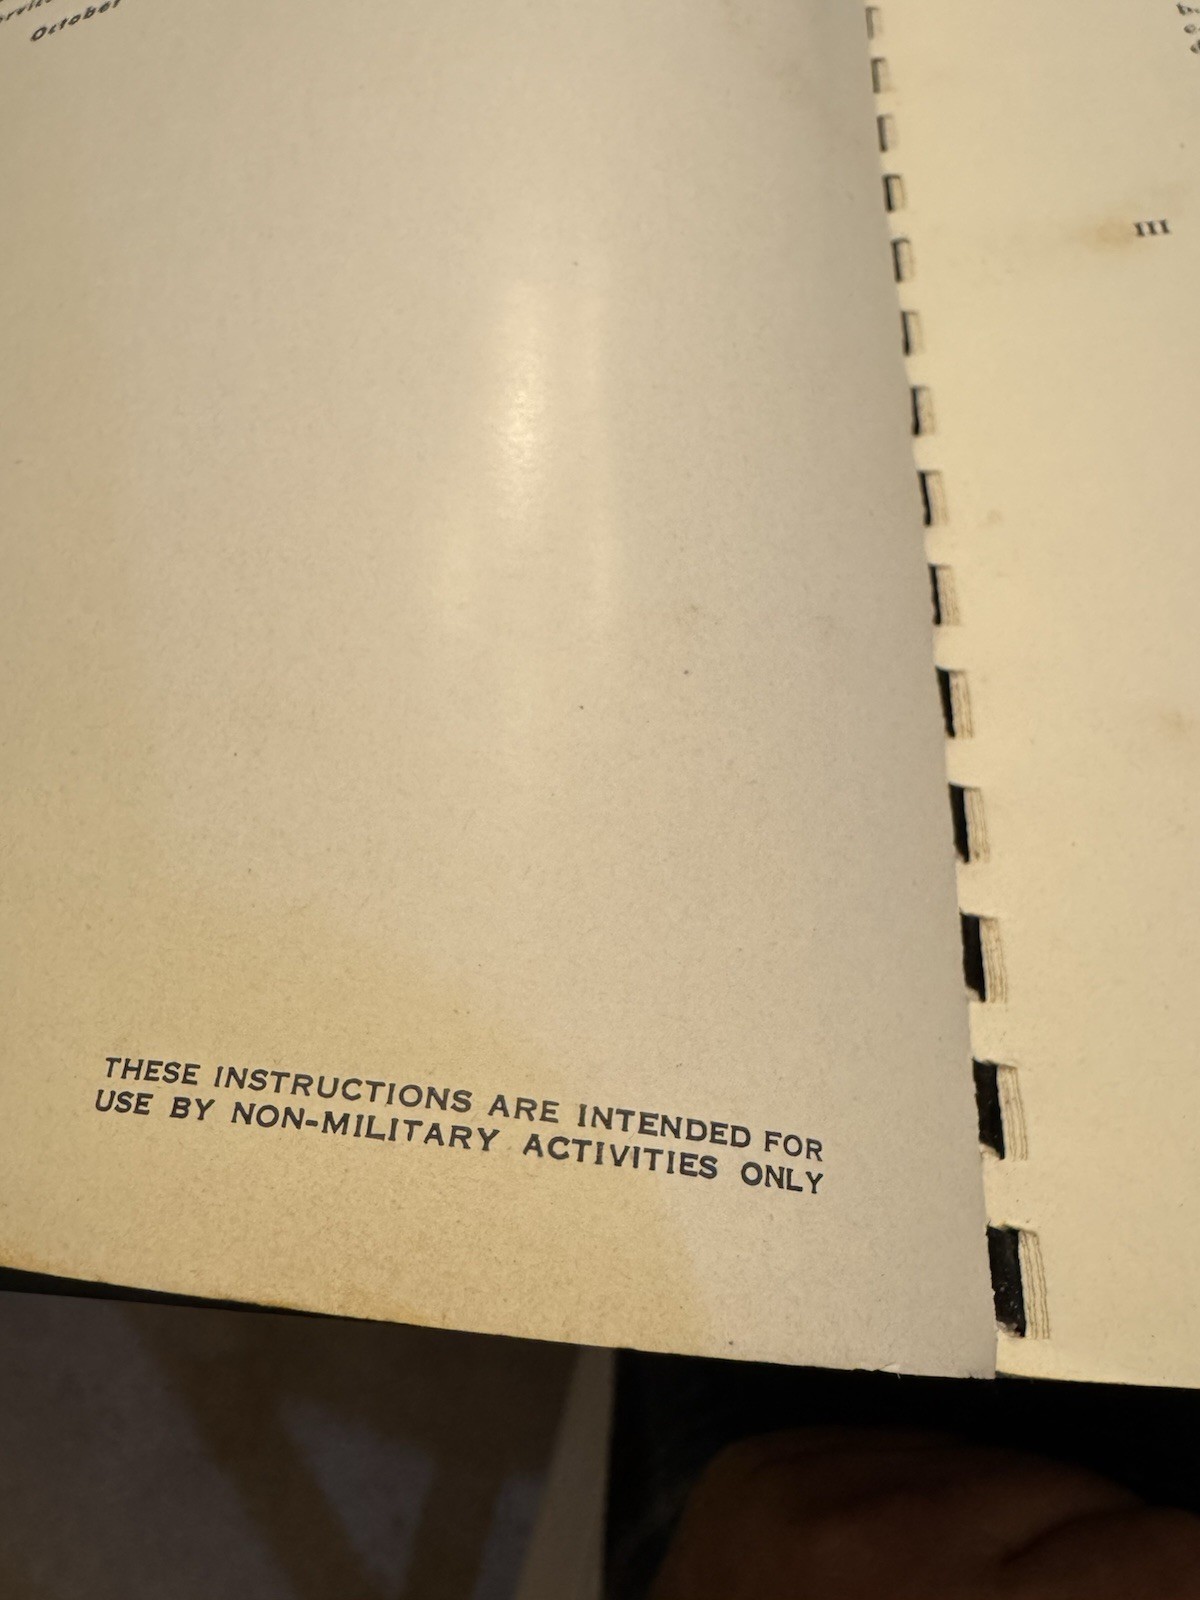 October
III
THESE INSTRUCTIONS ARE INTENDED FOR
USE BY NON-MILITARY ACTIVITIES ONLY